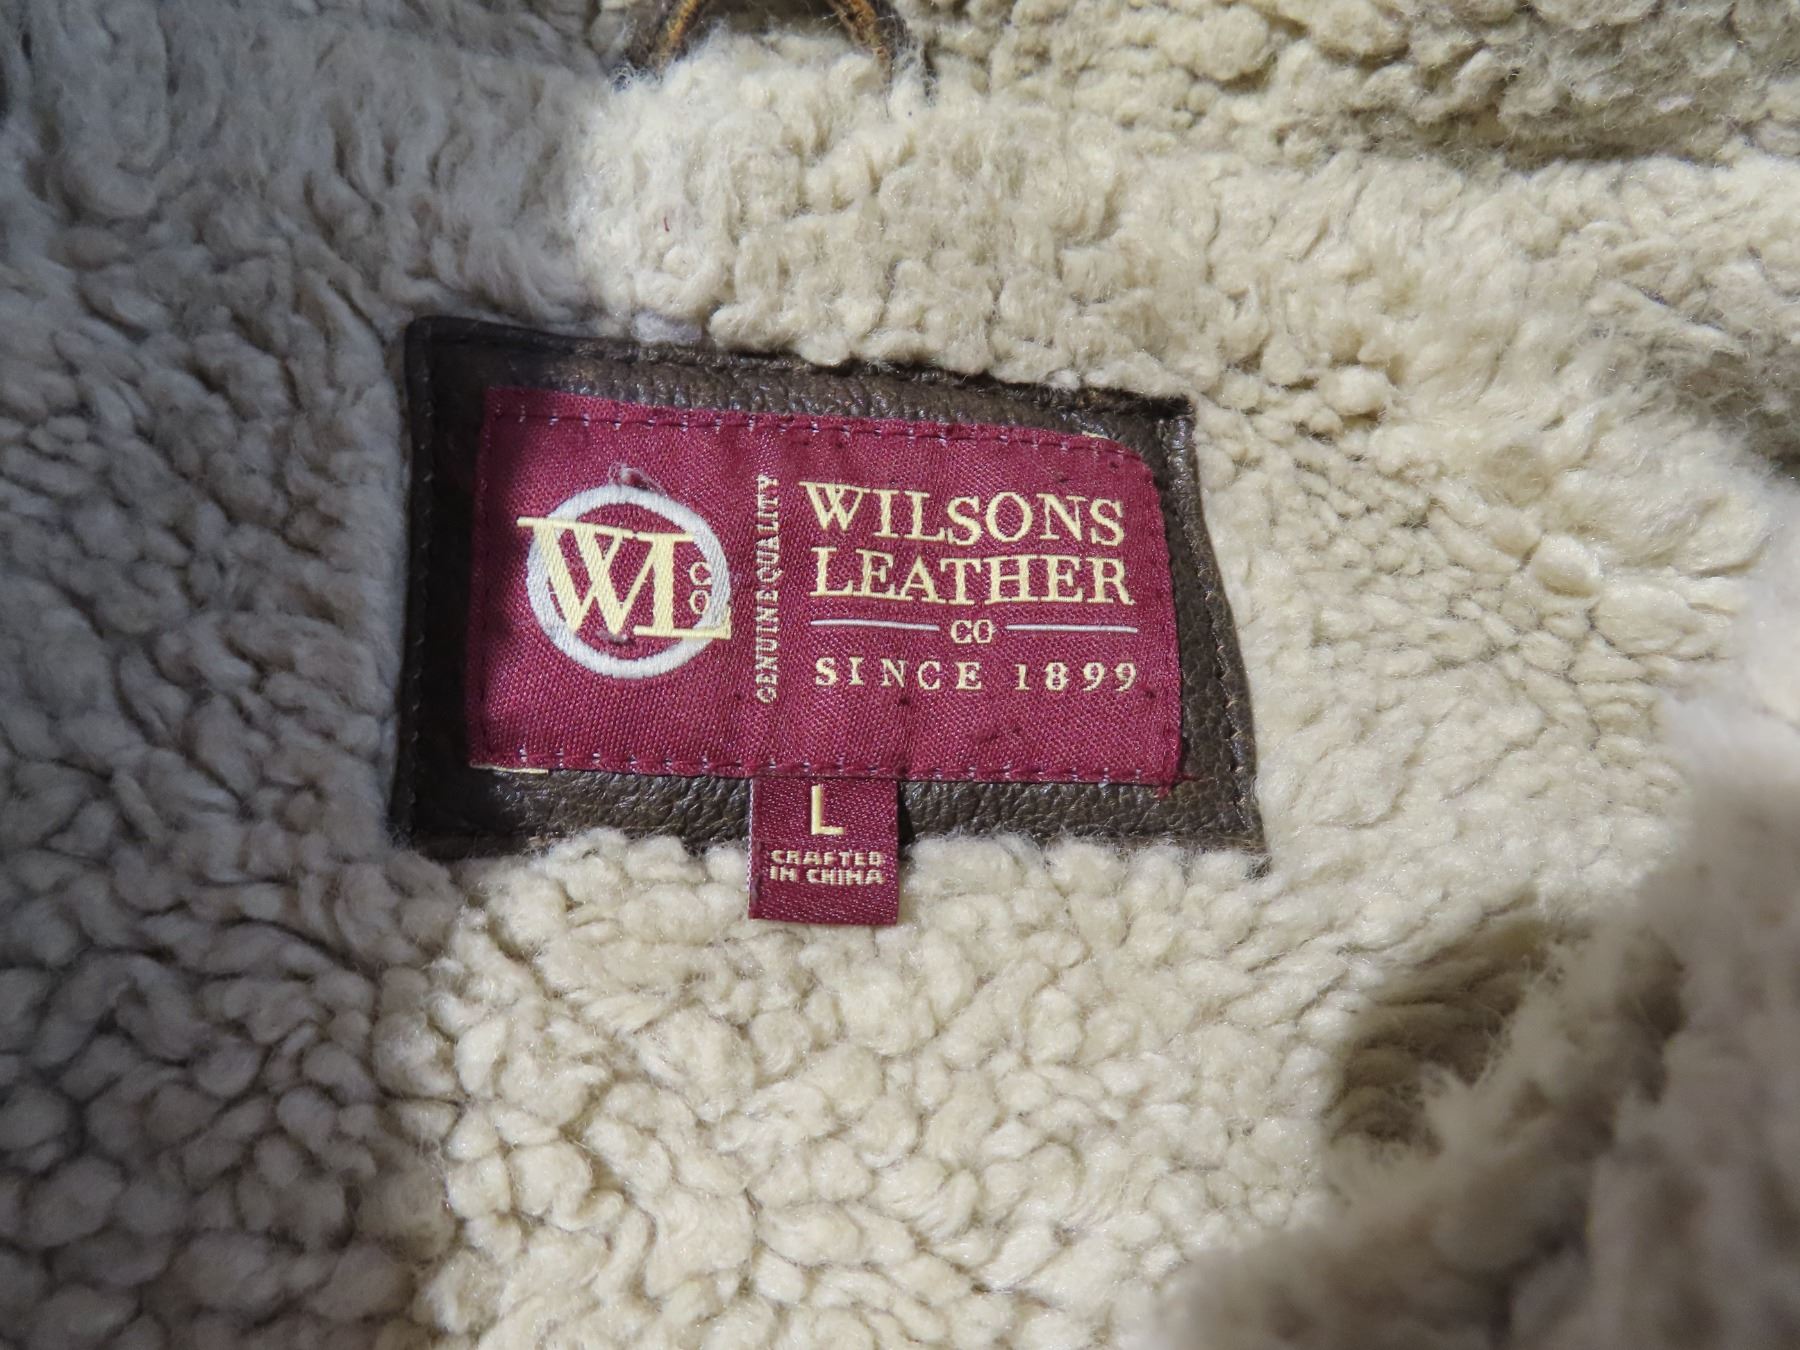 WL
CO
GENUINE QUALITY
WILSONS
LEATHER
CO
SINCE 1899
L
CRAFTED
IN CHINA